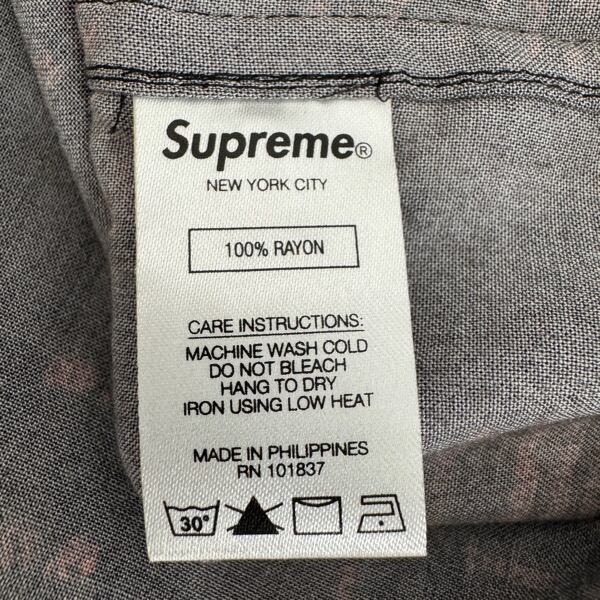 Supreme®
NEW YORK CITY
100% RAYON
CARE INSTRUCTIONS:
MACHINE WASH COLD
DO NOT BLEACH
HANG TO DRY
IRON USING LOW HEAT
MADE IN PHILIPPINES
RN 101837
30°